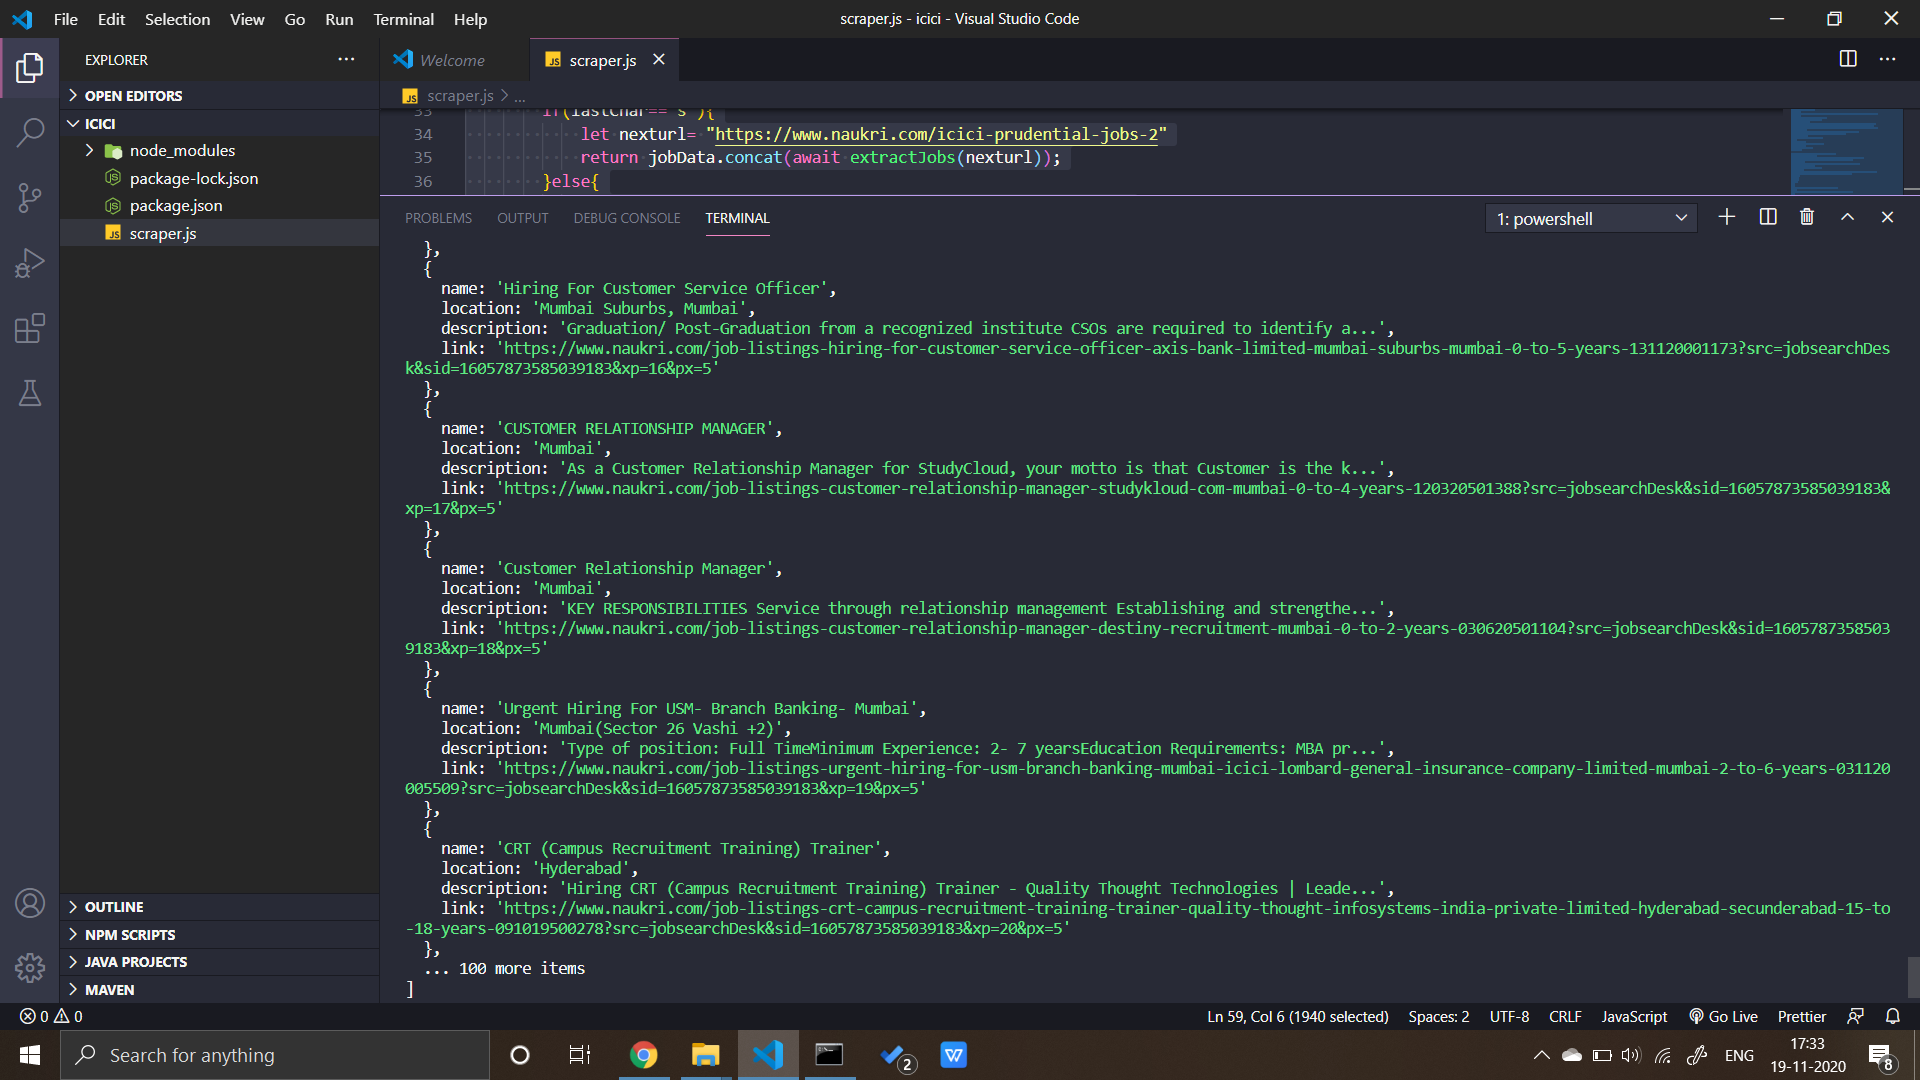 File Edit Selection View Go Run Terminal Help
scraper.js - icici - Visual Studio Code
EXPLORER
OPEN EDITORS
ICICI
node_modules
package-lock.json
package.json
scraper.js
OUTLINE
NPM SCRIPTS
JAVA PROJECTS
MAVEN
Welcome
JS scraper.js
JS scraper.js > ...
33 if(lastChar== 's'){
34 let nexturl= "https://www.naukri.com/icici-prudential-jobs-2"
35 return jobData.concat(await extractJobs(nexturl));
36 }else{
PROBLEMS OUTPUT DEBUG CONSOLE TERMINAL
1: powershell
},
{
name: 'Hiring For Customer Service Officer',
location: 'Mumbai Suburbs, Mumbai',
description: 'Graduation/ Post-Graduation from a recognized institute CSOs are required to identify a...',
link: 'https://www.naukri.com/job-listings-hiring-for-customer-service-officer-axis-bank-limited-mumbai-suburbs-mumbai-0-to-5-years-131120001173?src=jobsearchDes
k&sid=16057873585039183&xp=16&px=5'
},
{
name: 'CUSTOMER RELATIONSHIP MANAGER',
location: 'Mumbai',
description: 'As a Customer Relationship Manager for StudyCloud, your motto is that Customer is the k...',
link: 'https://www.naukri.com/job-listings-customer-relationship-manager-studykloud-com-mumbai-0-to-4-years-120320501388?src=jobsearchDesk&sid=16057873585039183&
xp=17&px=5'
},
{
name: 'Customer Relationship Manager',
location: 'Mumbai',
description: 'KEY RESPONSIBILITIES Service through relationship management Establishing and strengthe...',
link: 'https://www.naukri.com/job-listings-customer-relationship-manager-destiny-recruitment-mumbai-0-to-2-years-030620501104?src=jobsearchDesk&sid=1605787358503
9183&xp=18&px=5'
},
{
name: 'Urgent Hiring For USM- Branch Banking- Mumbai',
location: 'Mumbai(Sector 26 Vashi +2)',
description: 'Type of position: Full TimeMinimum Experience: 2- 7 yearsEducation Requirements: MBA pr...',
link: 'https://www.naukri.com/job-listings-urgent-hiring-for-usm-branch-banking-mumbai-icici-lombard-general-insurance-company-limited-mumbai-2-to-6-years-031120
005509?src=jobsearchDesk&sid=16057873585039183&xp=19&px=5'
},
{
name: 'CRT (Campus Recruitment Training) Trainer',
location: 'Hyderabad',
description: 'Hiring CRT (Campus Recruitment Training) Trainer - Quality Thought Technologies | Leade...',
link: 'https://www.naukri.com/job-listings-crt-campus-recruitment-training-trainer-quality-thought-infosystems-india-private-limited-hyderabad-secunderabad-15-to
-18-years-091019500278?src=jobsearchDesk&sid=16057873585039183&xp=20&px=5'
},
... 100 more items
]
0 0
Ln 59, Col 6 (1940 selected) Spaces: 2 UTF-8 CRLF JavaScript Go Live Prettier
Search for anything
2
W
ENG
17:33
19-11-2020
8